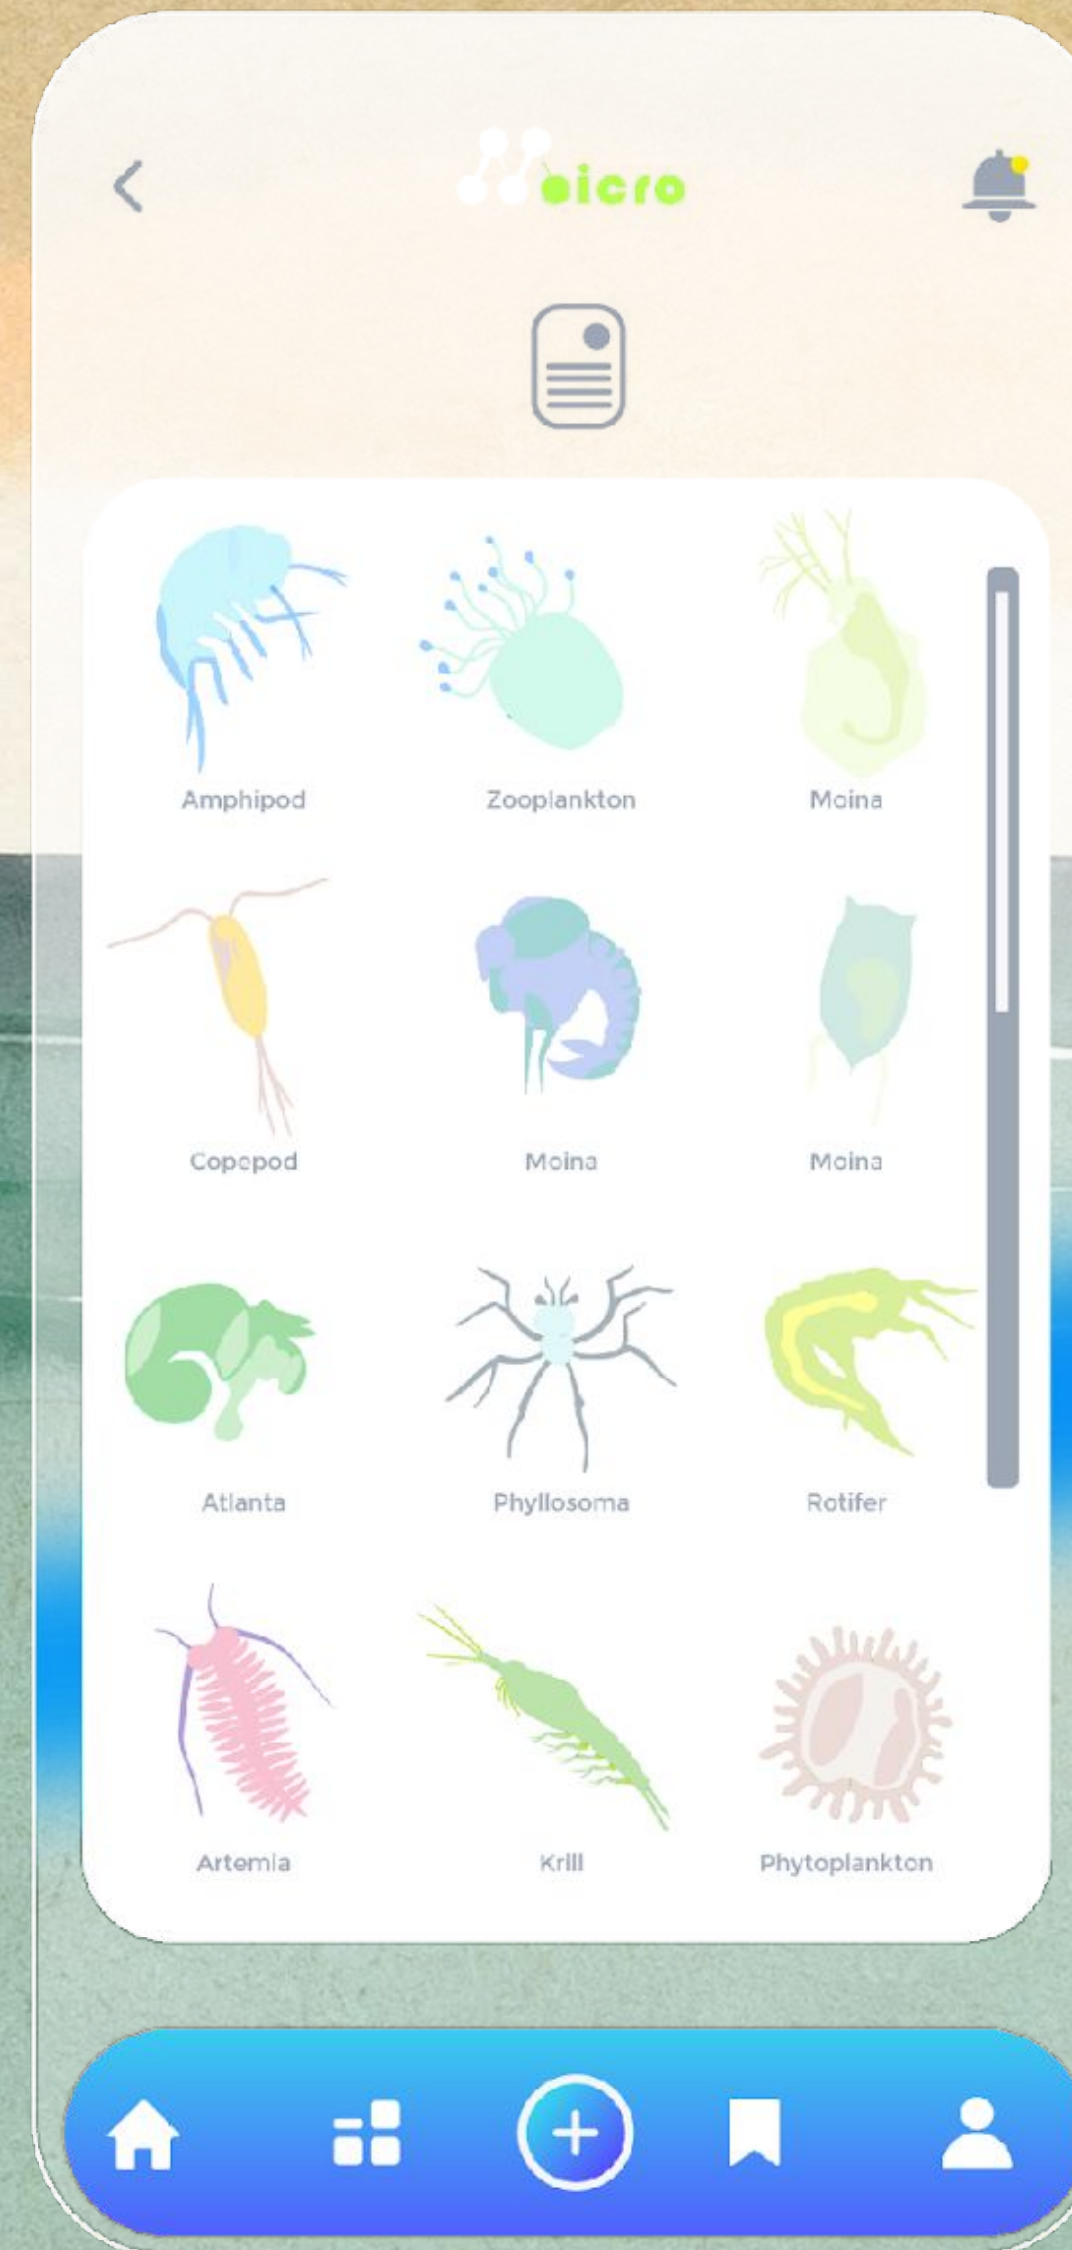 micro
Amphipod
Zooplankton
Moina
Copepod
Moina
Moina
Atlanta
Phyllosoma
Rotifer
Artemia
Krill
Phytoplankton